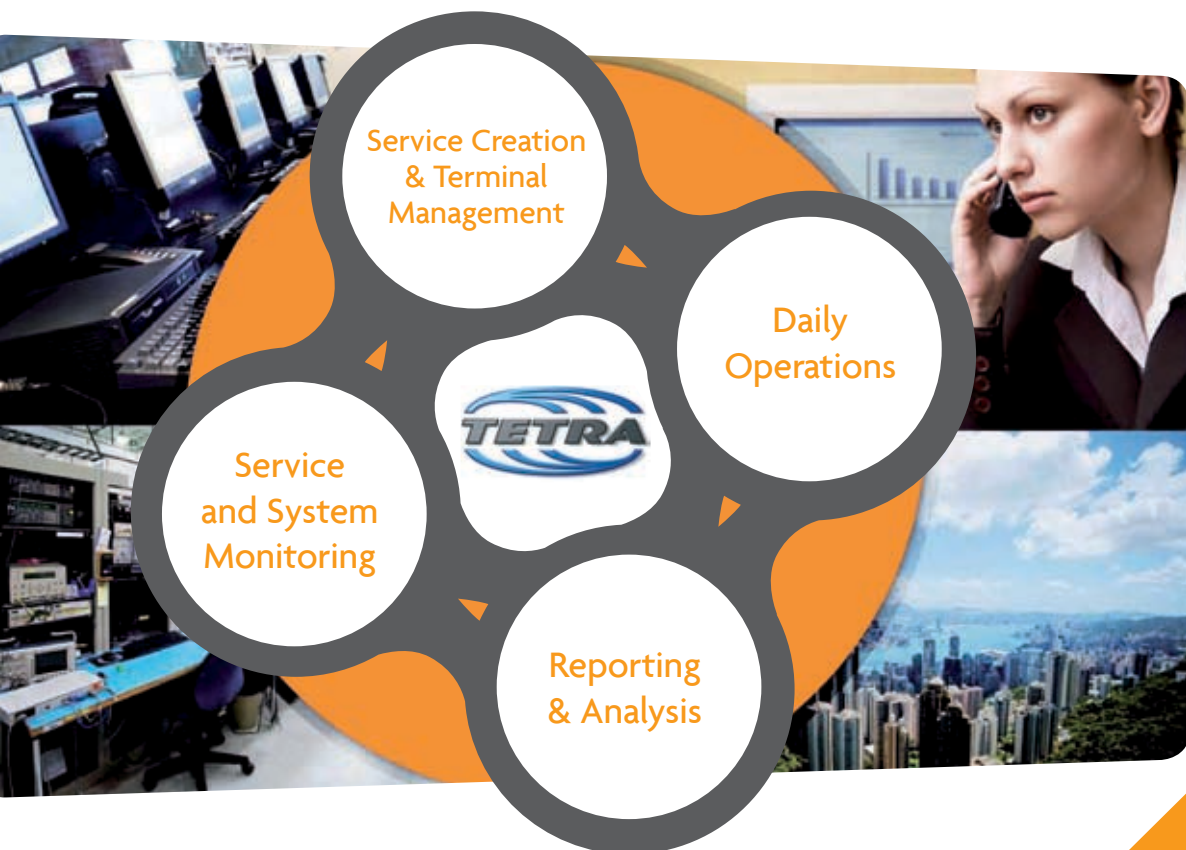 Service Creation
& Terminal
Management
Daily
Operations
TETRA
Service
and System
Monitoring
Reporting
& Analysis